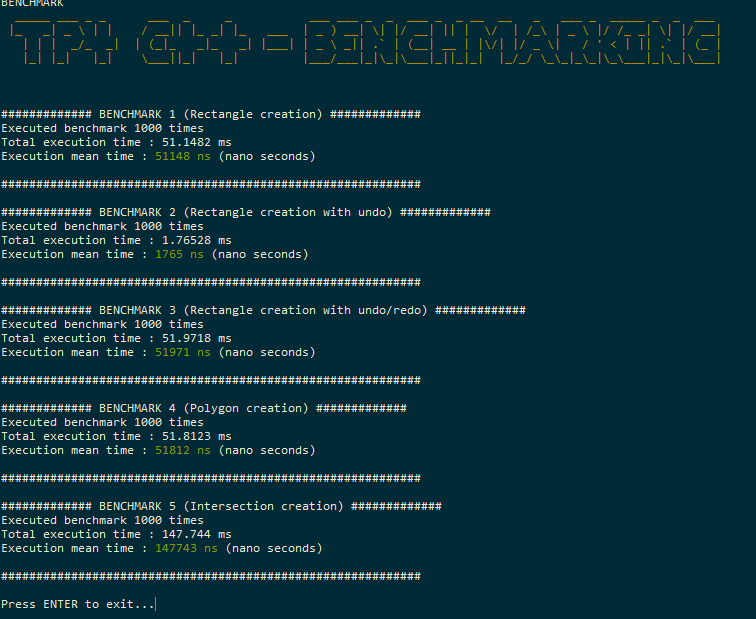 BENCHMARK
TP4 C++ - BENCHMARKING
############# BENCHMARK 1 (Rectangle creation) #############
Executed benchmark 1000 times
Total execution time : 51.1482 ms
Execution mean time : 51148 ns (nano seconds)
############################################################
############# BENCHMARK 2 (Rectangle creation with undo) #############
Executed benchmark 1000 times
Total execution time : 1.76528 ms
Execution mean time : 1765 ns (nano seconds)
############################################################
############# BENCHMARK 3 (Rectangle creation with undo/redo) #############
Executed benchmark 1000 times
Total execution time : 51.9718 ms
Execution mean time : 51971 ns (nano seconds)
############################################################
############# BENCHMARK 4 (Polygon creation) #############
Executed benchmark 1000 times
Total execution time : 51.8123 ms
Execution mean time : 51812 ns (nano seconds)
############################################################
############# BENCHMARK 5 (Intersection creation) #############
Executed benchmark 1000 times
Total execution time : 147.744 ms
Execution mean time : 147743 ns (nano seconds)
############################################################
Press ENTER to exit...